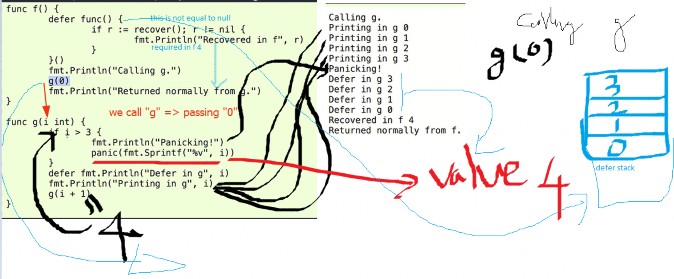 func f() {
defer func() { this is not equal to null
if r := recover(); r != nil {
fmt.Println("Recovered in f", r)
} required in f 4
}()
fmt.Println("Calling g.")
g(0)
fmt.Println("Returned normally from g.")
}
we call "g" => passing "0"
func g(i int) {
if i > 3 {
fmt.Println("Panicking!")
panic(fmt.Sprintf("%v", i))
}
defer fmt.Println("Defer in g", i)
fmt.Println("Printing in g", i)
g(i + 1)
}
4
Calling g.
Printing in g 0
Printing in g 1
Printing in g 2
Printing in g 3
Panicking!
Defer in g 3
Defer in g 2
Defer in g 1
Defer in g 0
Recovered in f 4
Returned normally from f.
value 4
Calling g
g(0)
3
2
1
0
defer stack